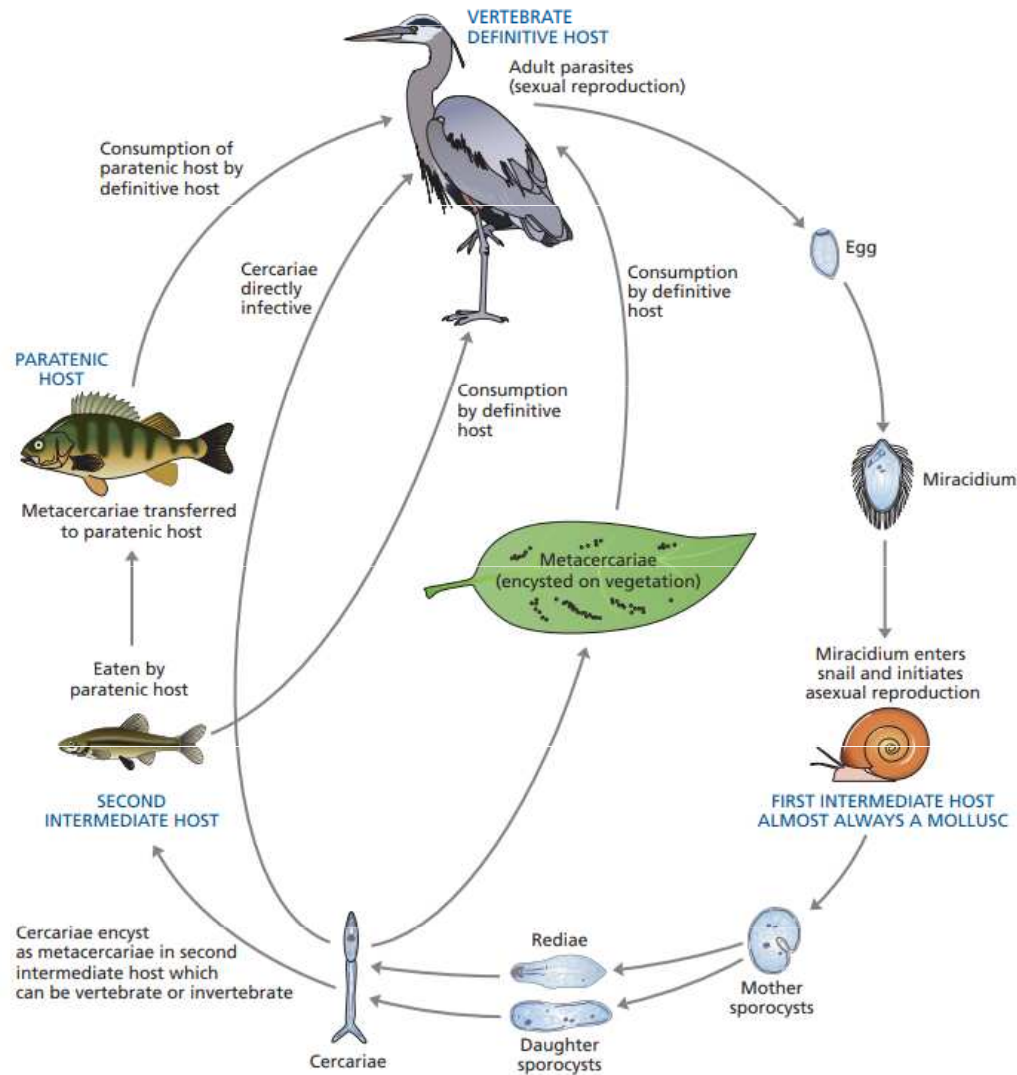 VERTEBRATE
DEFINITIVE HOST
Adult parasites
(sexual reproduction)
Consumption of
paratenic host by
definitive host
Egg
Cercariae
directly
infective
Consumption
by definitive
host
PARATENIC
HOST
Consumption
by definitive
host
Miracidium
Metacercariae transferred
to paratenic host
Metacercariae
(encysted on vegetation)
Eaten by
paratenic host
Miracidium enters
snail and initiates
asexual reproduction
SECOND
INTERMEDIATE HOST
FIRST INTERMEDIATE HOST
ALMOST ALWAYS A MOLLUSC
Cercariae encyst
as metacercariae in second
intermediate host which
can be vertebrate or invertebrate
Rediae
Mother
sporocysts
Cercariae
Daughter
sporocysts